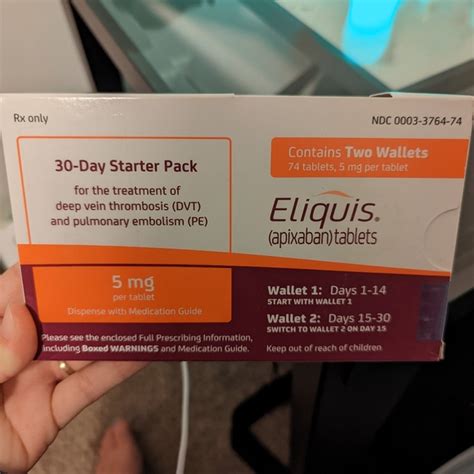 Rx only
NDC 0003-3764-74
30-Day Starter Pack
for the treatment of
deep vein thrombosis (DVT)
and pulmonary embolism (PE)
Contains Two Wallets
74 tablets, 5 mg per tablet
Eliquis®
(apixaban) tablets
5 mg
per tablet
Dispense with Medication Guide
Wallet 1: Days 1-14
START WITH WALLET 1
Wallet 2: Days 15-30
SWITCH TO WALLET 2 ON DAY 15
Please see the enclosed Full Prescribing Information,
including Boxed WARNINGS and Medication Guide.
Keep out of reach of children